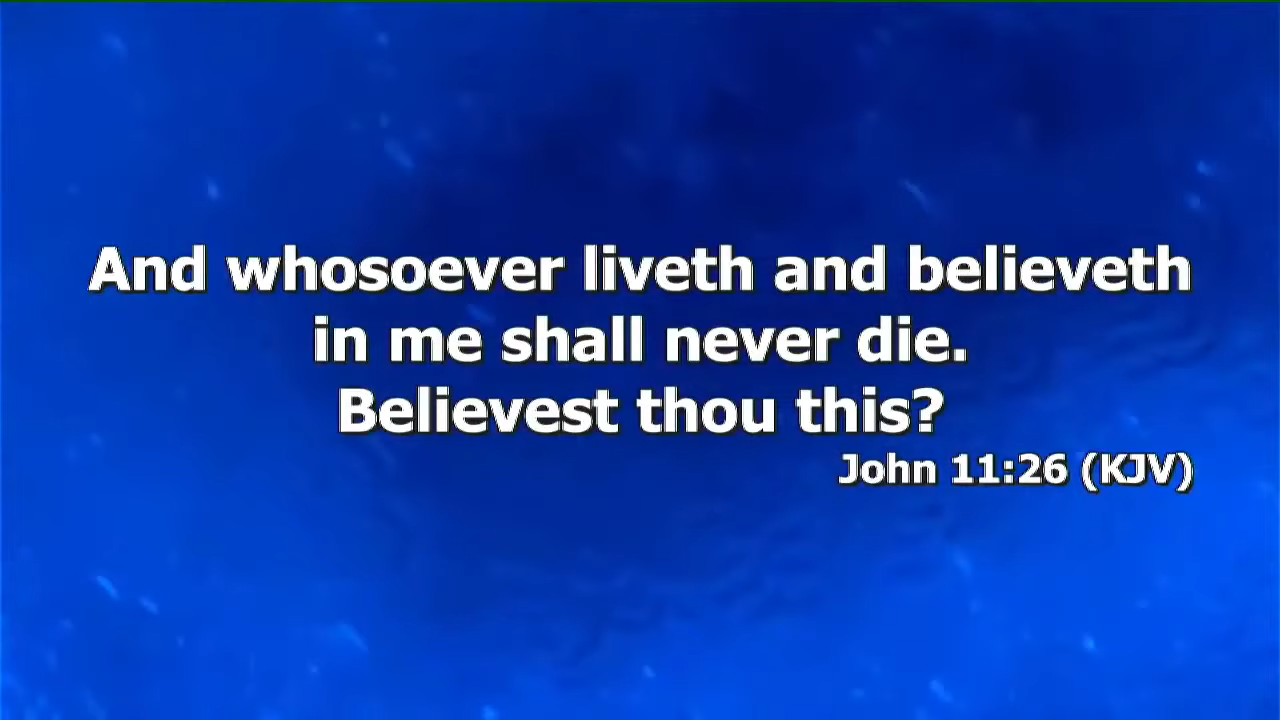 And whosoever liveth and believeth
in me shall never die.
Believest thou this?
John 11:26 (KJV)